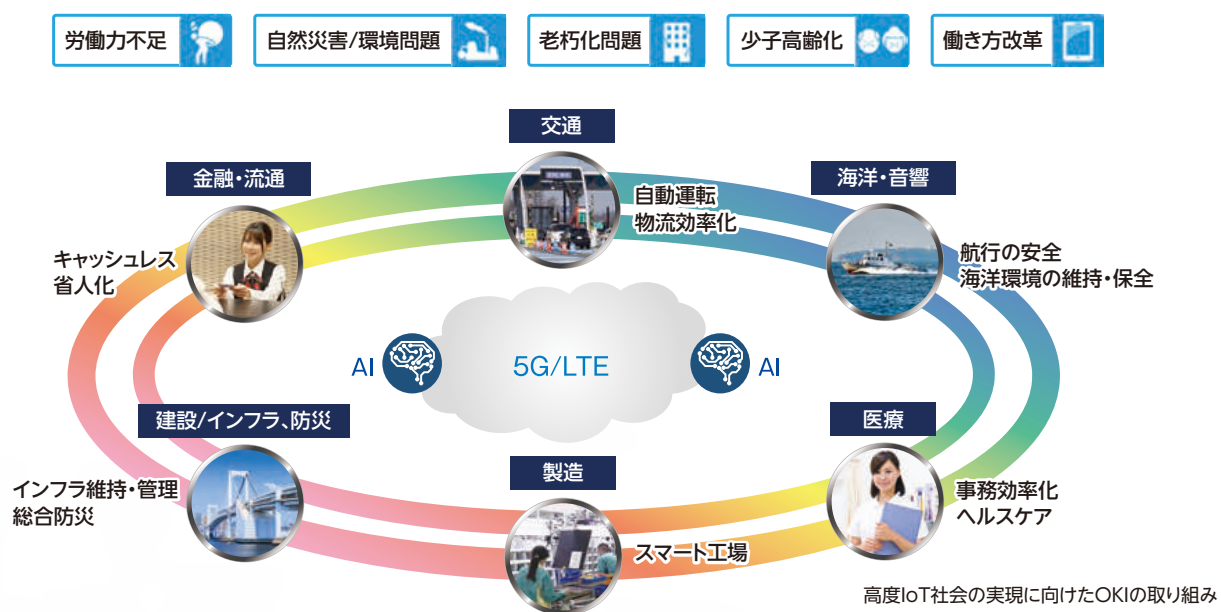 労働力不足
自然災害/環境問題
老朽化問題
少子高齢化
働き方改革
交通
自動運転
物流効率化
金融・流通
キャッシュレス
省人化
海洋・音響
航行の安全
海洋環境の維持・保全
AI
5G/LTE
AI
建設/インフラ、防災
インフラ維持・管理
総合防災
製造
スマート工場
医療
事務効率化
ヘルスケア
高度IoT社会の実現に向けたOKIの取り組み